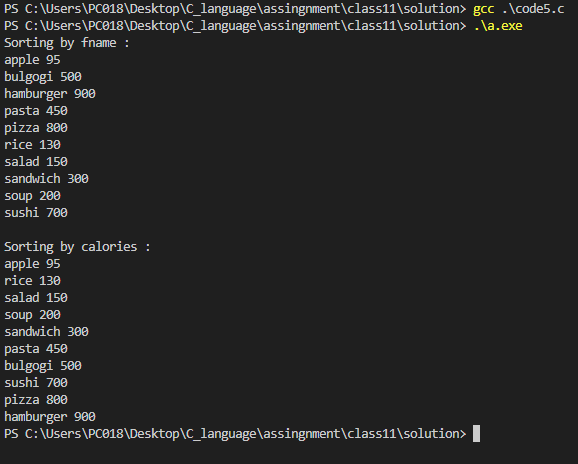 PS C:\Users\PC018\Desktop\C_language\assingnment\class11\solution> gcc .\code5.c
PS C:\Users\PC018\Desktop\C_language\assingnment\class11\solution> .\a.exe
Sorting by fname :
apple 95
bulgogi 500
hamburger 900
pasta 450
pizza 800
rice 130
salad 150
sandwich 300
soup 200
sushi 700

Sorting by calories :
apple 95
rice 130
salad 150
soup 200
sandwich 300
pasta 450
bulgogi 500
sushi 700
pizza 800
hamburger 900
PS C:\Users\PC018\Desktop\C_language\assingnment\class11\solution>